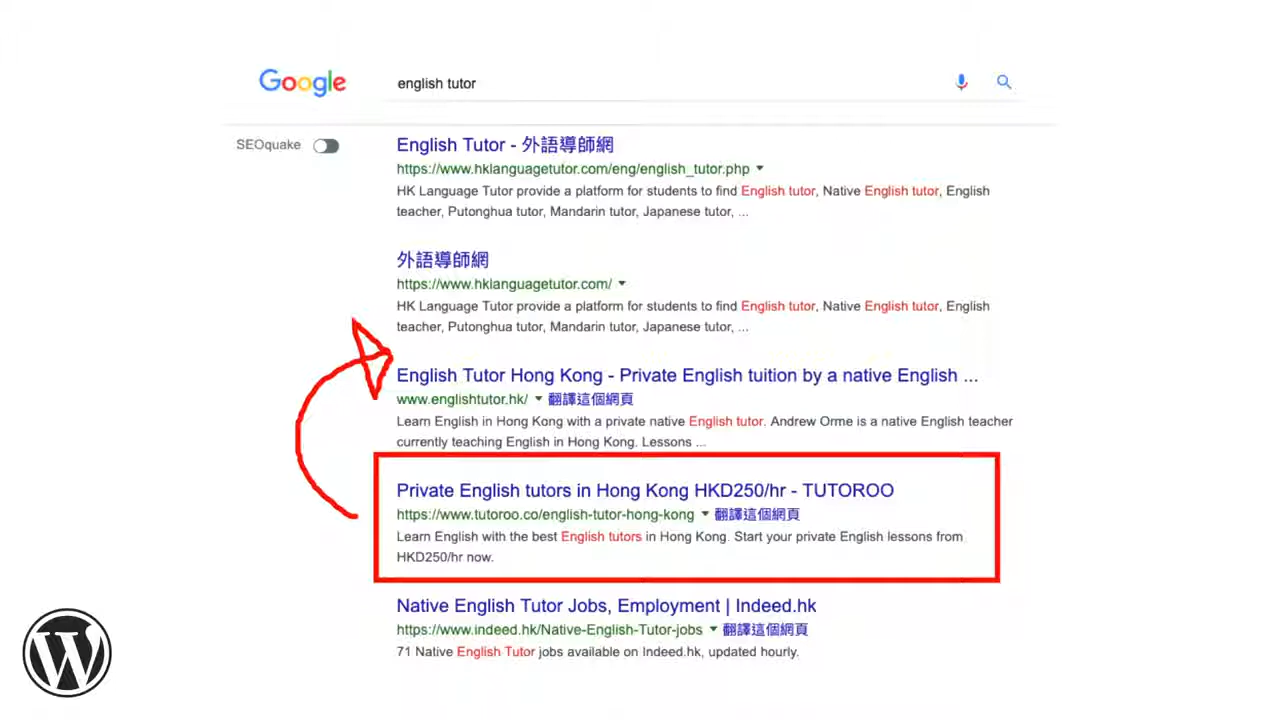 Google
english tutor
SEOquake
English Tutor - 外語導師網
https://www.hklanguagetutor.com/eng/english_tutor.php
HK Language Tutor provide a platform for students to find English tutor, Native English tutor, English
teacher, Putonghua tutor, Mandarin tutor, Japanese tutor, ...
外語導師網
https://www.hklanguagetutor.com/
HK Language Tutor provide a platform for students to find English tutor, Native English tutor, English
teacher, Putonghua tutor, Mandarin tutor, Japanese tutor, ...
English Tutor Hong Kong - Private English tuition by a native English ...
www.englishtutor.hk/ 翻譯這個網頁
Learn English in Hong Kong with a private native English tutor. Andrew Orme is a native English teacher
currently teaching English in Hong Kong. Lessons ...
Private English tutors in Hong Kong HKD250/hr - TUTOROO
https://www.tutoroo.co/english-tutor-hong-kong 翻譯這個網頁
Learn English with the best English tutors in Hong Kong. Start your private English lessons from
HKD250/hr now.
Native English Tutor Jobs, Employment | Indeed.hk
https://www.indeed.hk/Native-English-Tutor-jobs 翻譯這個網頁
71 Native English Tutor jobs available on Indeed.hk, updated hourly.
W